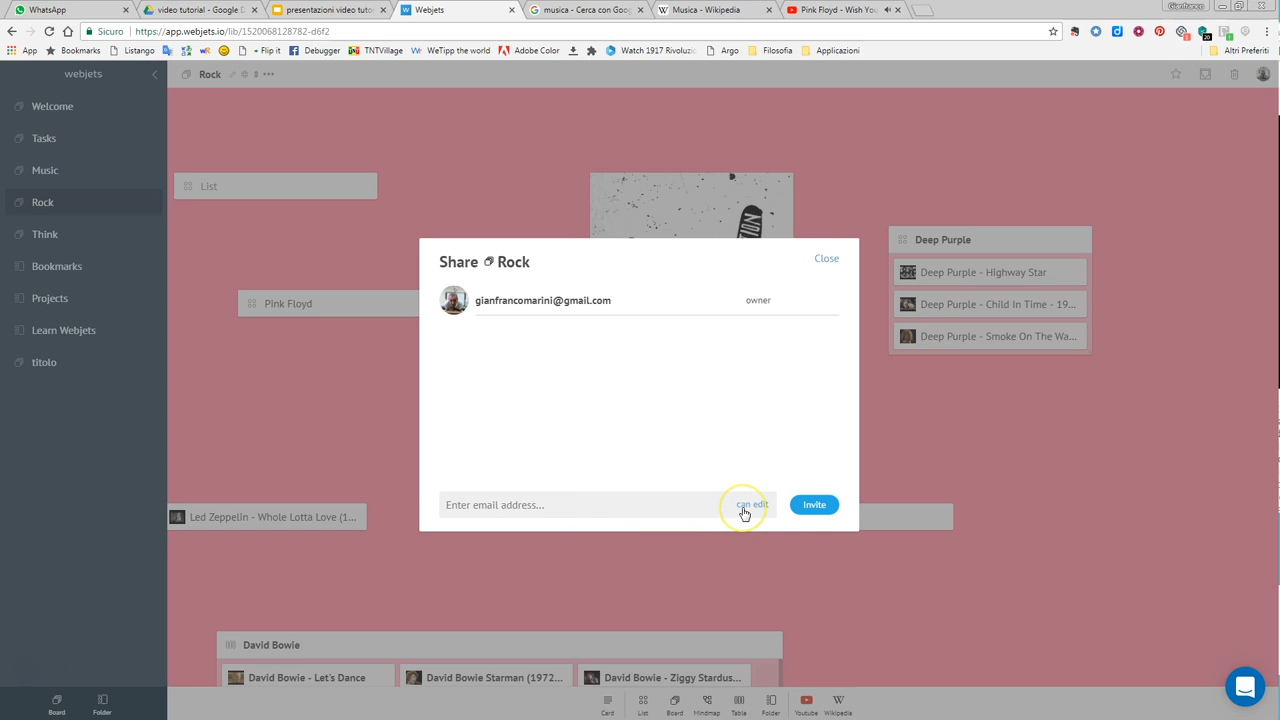 WhatsApp
video tutorial - Google D
presentazioni video tuto
Webjets
musica - Cerca con Goo
Musica - Wikipedia
Pink Floyd - Wish You
Gianfranco
Sicuro
https://app.webjets.io/lib/1520068128782-d6f2
App
Bookmarks
Listango
+ Flip it
Debugger
TNTVillage
WeTipp the world
Adobe Color
Watch 1917 Rivoluzio
Argo
Filosofia
Applicazioni
Altri Preferiti
webjets
Rock
Welcome
Tasks
Music
Rock
Think
Bookmarks
Projects
Learn Webjets
titolo
List
Pink Floyd
Deep Purple
Deep Purple - HIghway Star
Deep Purple - Child In Time - 19...
Deep Purple - Smoke On The Wa...
Share Rock
Close
gianfrancomarini@gmail.com
owner
Enter email address...
can edit
Invite
Led Zeppelin - Whole Lotta Love (1...
David Bowie
David Bowie - Let's Dance
David Bowie Starman (1972...
David Bowie - Ziggy Stardus...
Board
Folder
Card
List
Board
Mindmap
Table
Folder
Youtube
Wikipedia